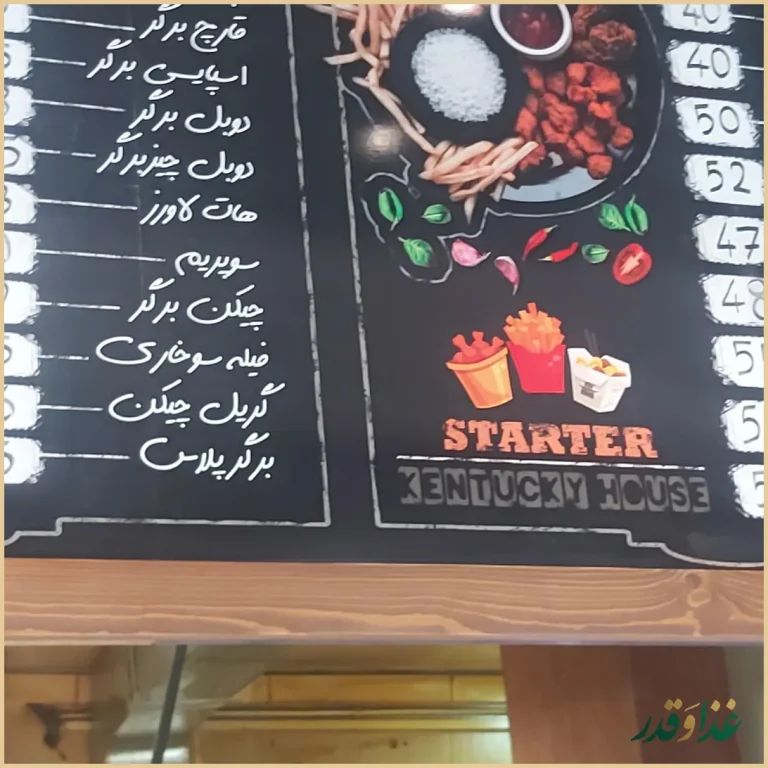 قارچ برگر
اسپایسی برگر
دوبل برگر
دوبل چیزبرگر
هات لاورز
سوپریم
چیکن برگر
فیله سوخاری
گریل چیکن
برگر پلاس
STARTER
KENTUCKY HOUSE
40
40
50
52
47
48
غذا و قدر